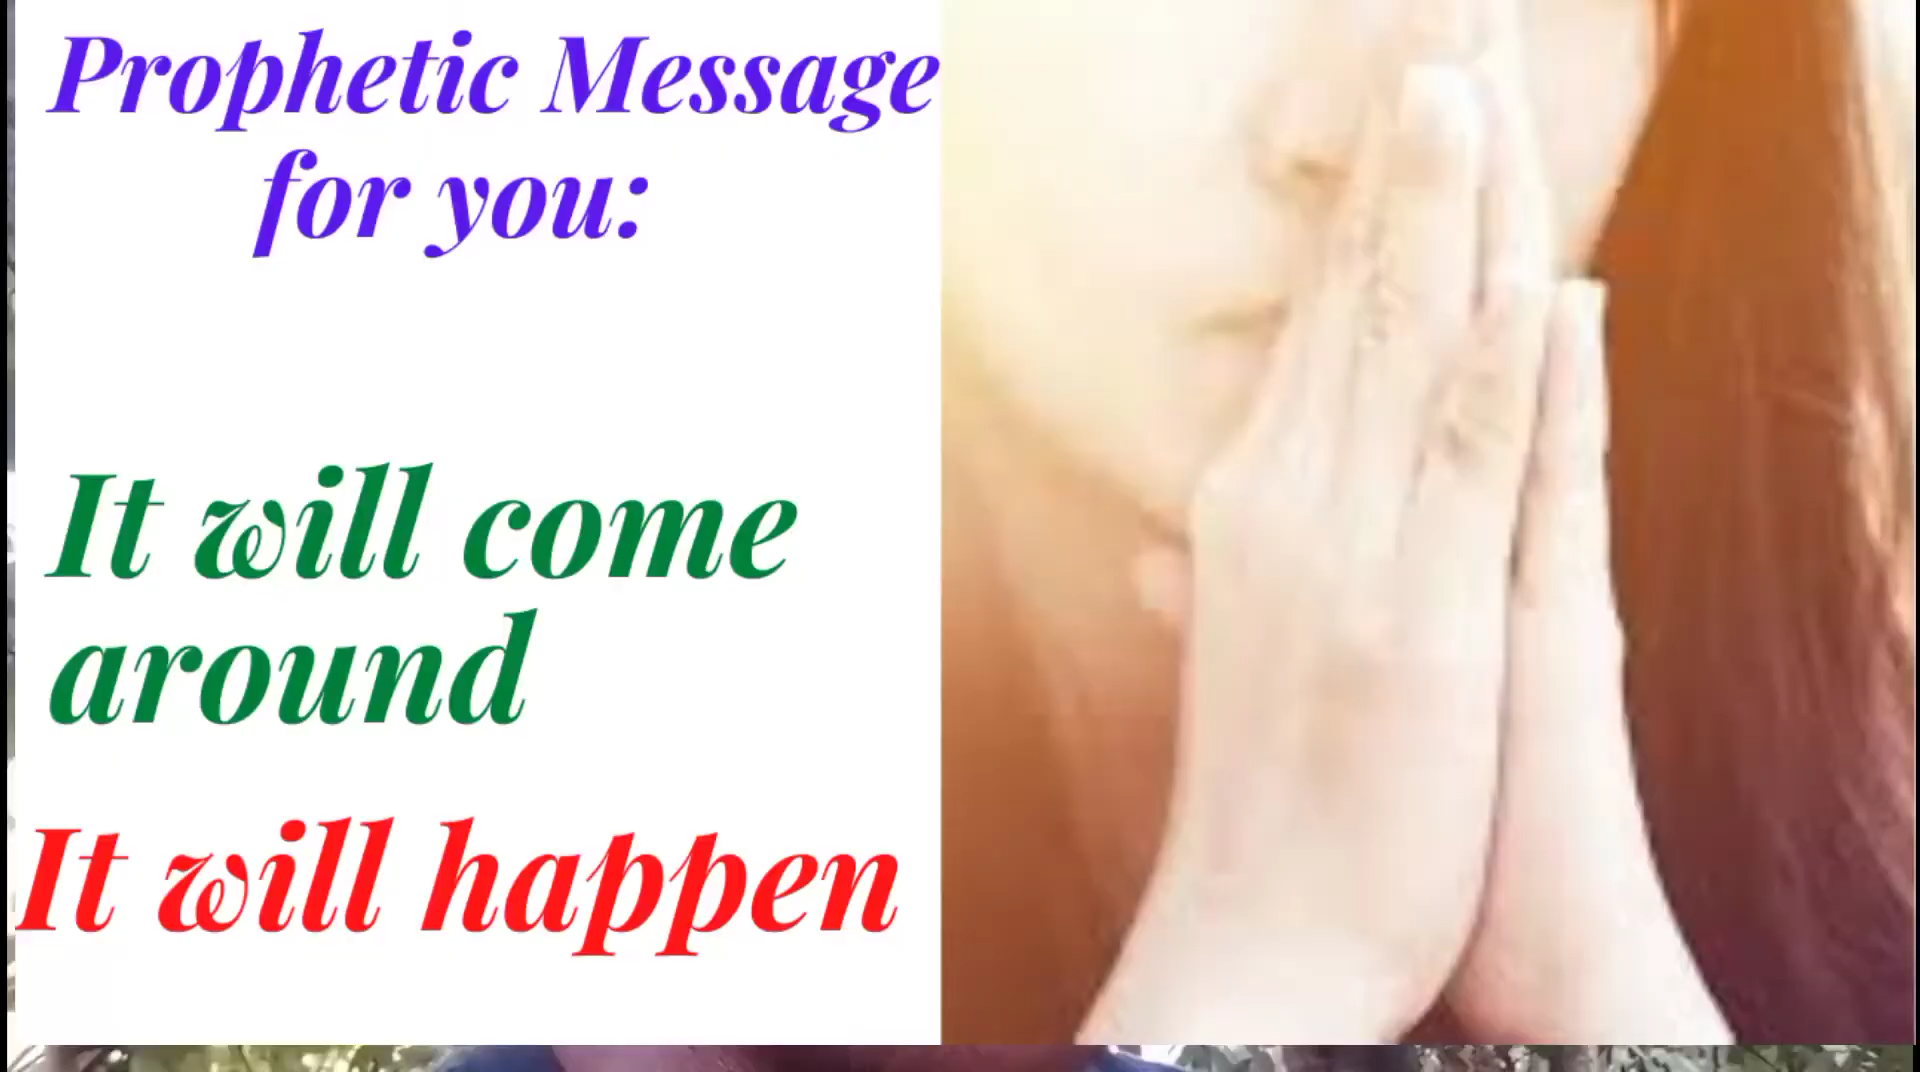 Prophetic Message
for you:
It will come
around
It will happen